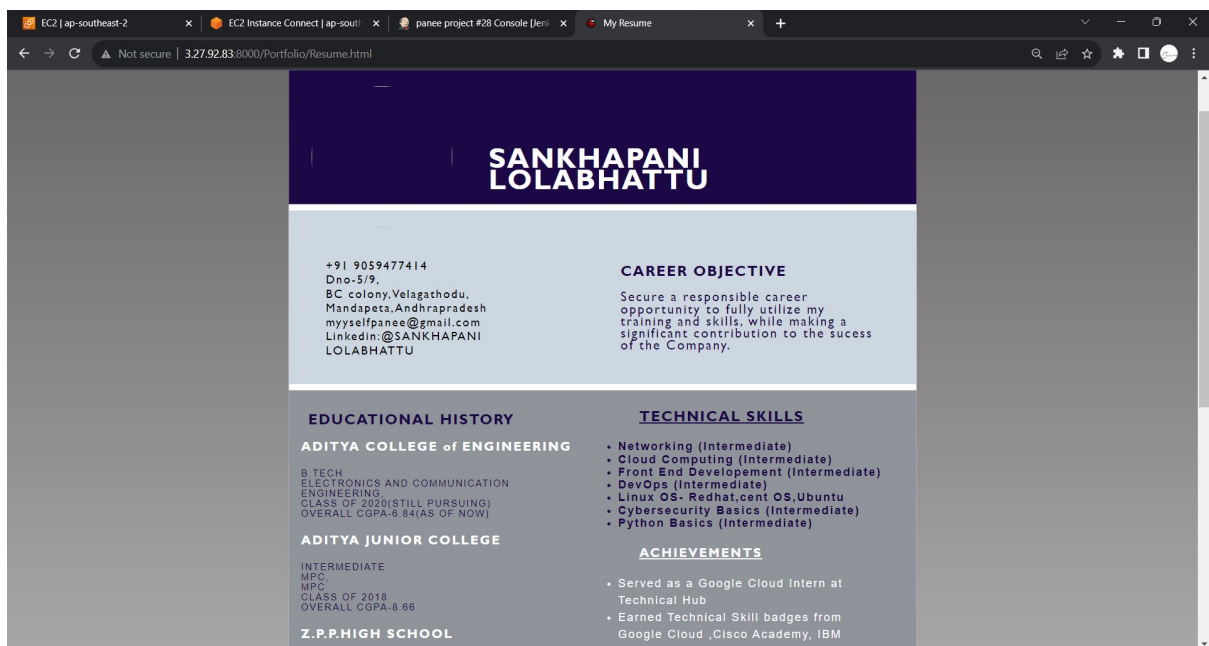 EC2 | ap-southeast-2
EC2 Instance Connect | ap-south
panee project #28 Console [Jenk
My Resume
Not secure | 3.27.92.83:8000/Portfolio/Resume.html
SANKHAPANI
LOLABHATTU
+91 9059477414
Dno-5/9,
BC colony,Velagathodu,
Mandapeta,Andhrapradesh
myyselfpanee@gmail.com
Linkedin:@SANKHAPANI
LOLABHATTU
CAREER OBJECTIVE
Secure a responsible career
opportunity to fully utilize my
training and skills, while making a
significant contribution to the sucess
of the Company.
EDUCATIONAL HISTORY
ADITYA COLLEGE of ENGINEERING
B.TECH
ELECTRONICS AND COMMUNICATION
ENGINEERING,
CLASS OF 2020(STILL PURSUING)
OVERALL CGPA-6.84(AS OF NOW)
ADITYA JUNIOR COLLEGE
INTERMEDIATE
MPC,
MPC
CLASS OF 2018
OVERALL CGPA-8.66
Z.P.P.HIGH SCHOOL
TECHNICAL SKILLS
• Networking (Intermediate)
• Cloud Computing (Intermediate)
• Front End Developement (Intermediate)
• DevOps (Intermediate)
• Linux OS- Redhat,cent OS,Ubuntu
• Cybersecurity Basics (Intermediate)
• Python Basics (Intermediate)
ACHIEVEMENTS
• Served as a Google Cloud Intern at
Technical Hub
• Earned Technical Skill badges from
Google Cloud ,Cisco Academy, IBM